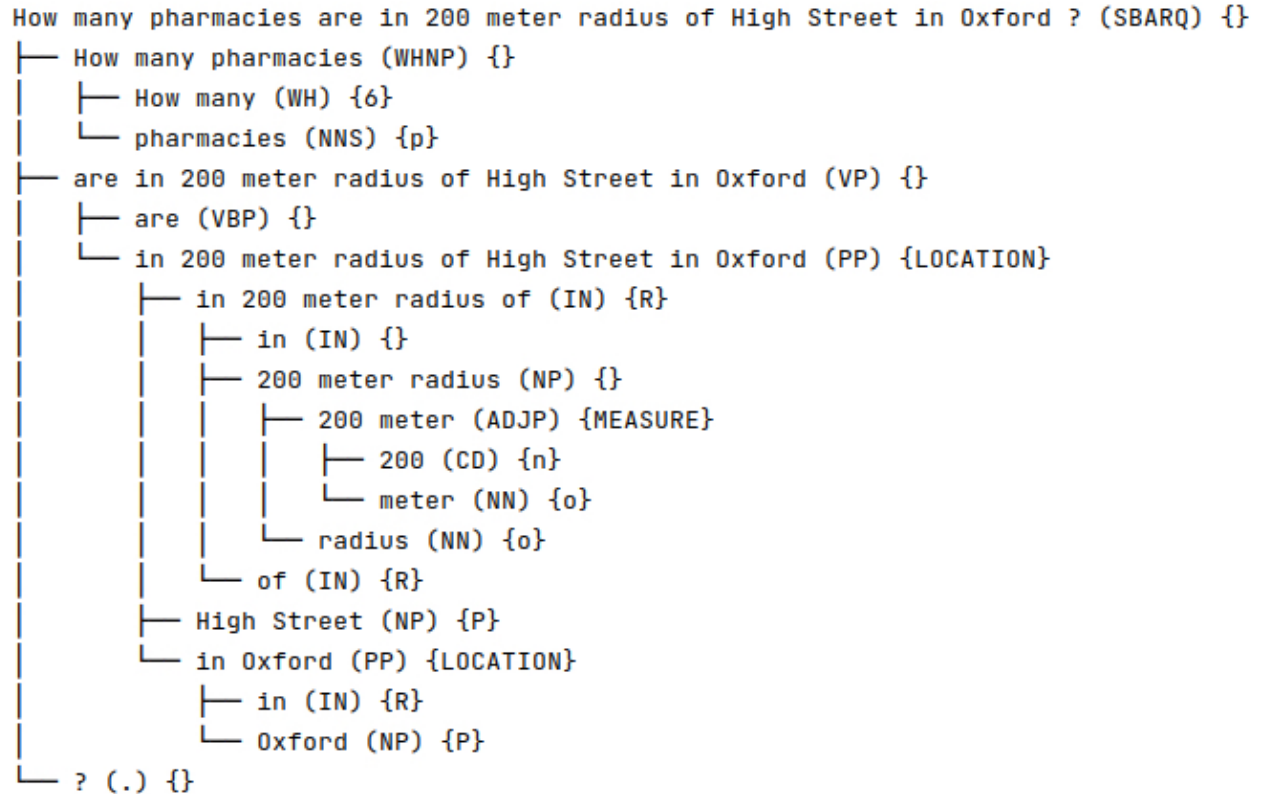 How many pharmacies are in 200 meter radius of High Street in Oxford ? (SBARQ) {}
├── How many pharmacies (WHNP) {}
│   ├── How many (WH) {6}
│   └── pharmacies (NNS) {p}
├── are in 200 meter radius of High Street in Oxford (VP) {}
│   ├── are (VBP) {}
│   └── in 200 meter radius of High Street in Oxford (PP) {LOCATION}
│       ├── in 200 meter radius of (IN) {R}
│       │   ├── in (IN) {}
│       │   ├── 200 meter radius (NP) {}
│       │   │   ├── 200 meter (ADJP) {MEASURE}
│       │   │   │   ├── 200 (CD) {n}
│       │   │   │   └── meter (NN) {o}
│       │   │   └── radius (NN) {o}
│       │   └── of (IN) {R}
│       ├── High Street (NP) {P}
│       └── in Oxford (PP) {LOCATION}
│           ├── in (IN) {R}
│           └── Oxford (NP) {P}
└── ? (.) {}